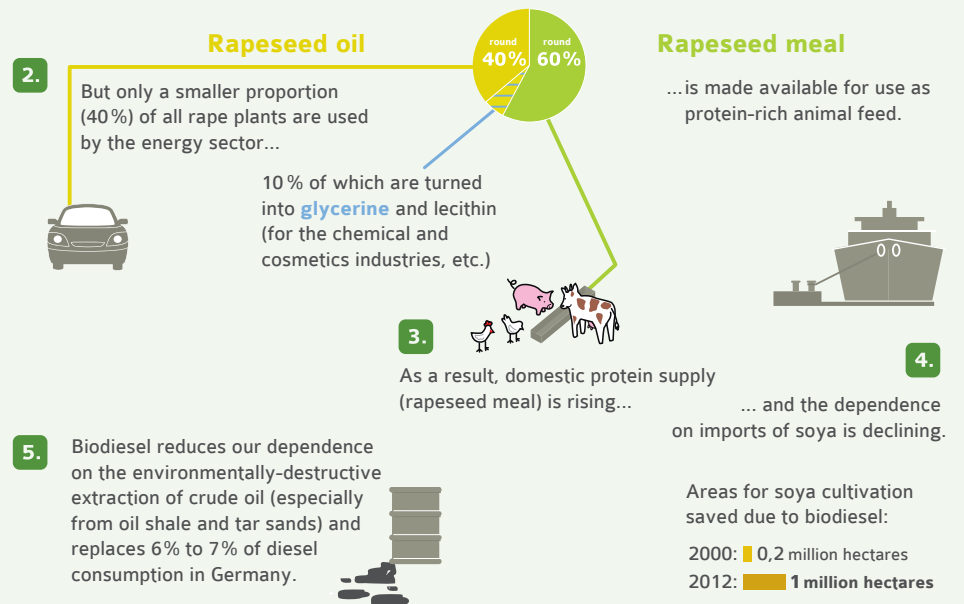 Rapeseed oil
round
40%
round
60%
Rapeseed meal
2.
But only a smaller proportion
(40%) of all rape plants are used
by the energy sector...
...is made available for use as
protein-rich animal feed.
10% of which are turned
into glycerine and lecithin
(for the chemical and
cosmetics industries, etc.)
3.
As a result, domestic protein supply
(rapeseed meal) is rising...
4.
... and the dependence
on imports of soya is declining.
5.
Biodiesel reduces our dependence
on the environmentally-destructive
extraction of crude oil (especially
from oil shale and tar sands) and
replaces 6% to 7% of diesel
consumption in Germany.
Areas for soya cultivation
saved due to biodiesel:
2000: 0,2 million hectares
2012: 1 million hectares